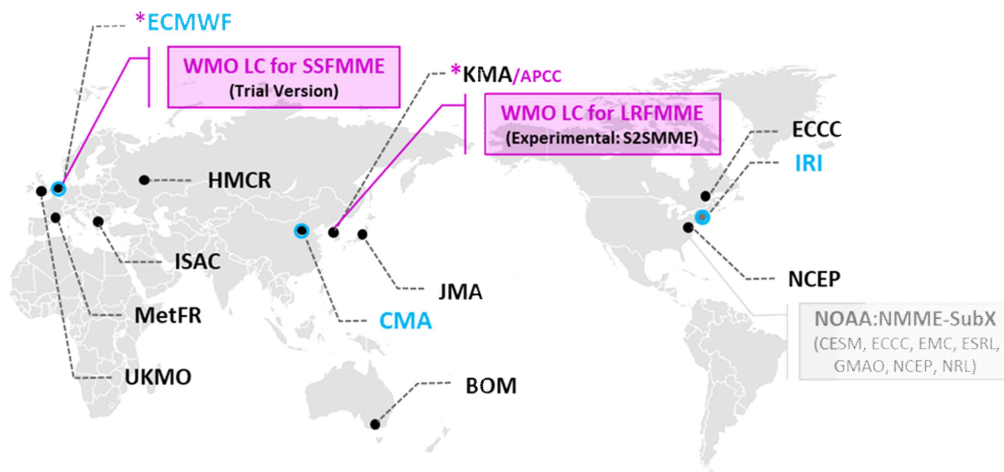 *ECMWF
WMO LC for SSFMME
(Trial Version)
*KMA/APCC
WMO LC for LRFMME
(Experimental: S2SMME)
ECCC
IRI
HMCR
ISAC
JMA
NCEP
MetFR
CMA
NOAA:NMME-SubX
(CESM, ECCC, EMC, ESRL,
GMAO, NCEP, NRL)
UKMO
BOM